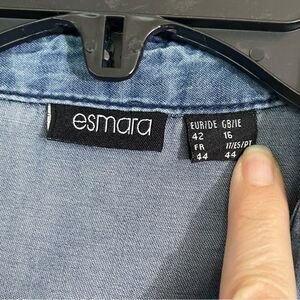 esmara
EUR/DE GB/IE
42 16
FR IT/ES/PT
44 44